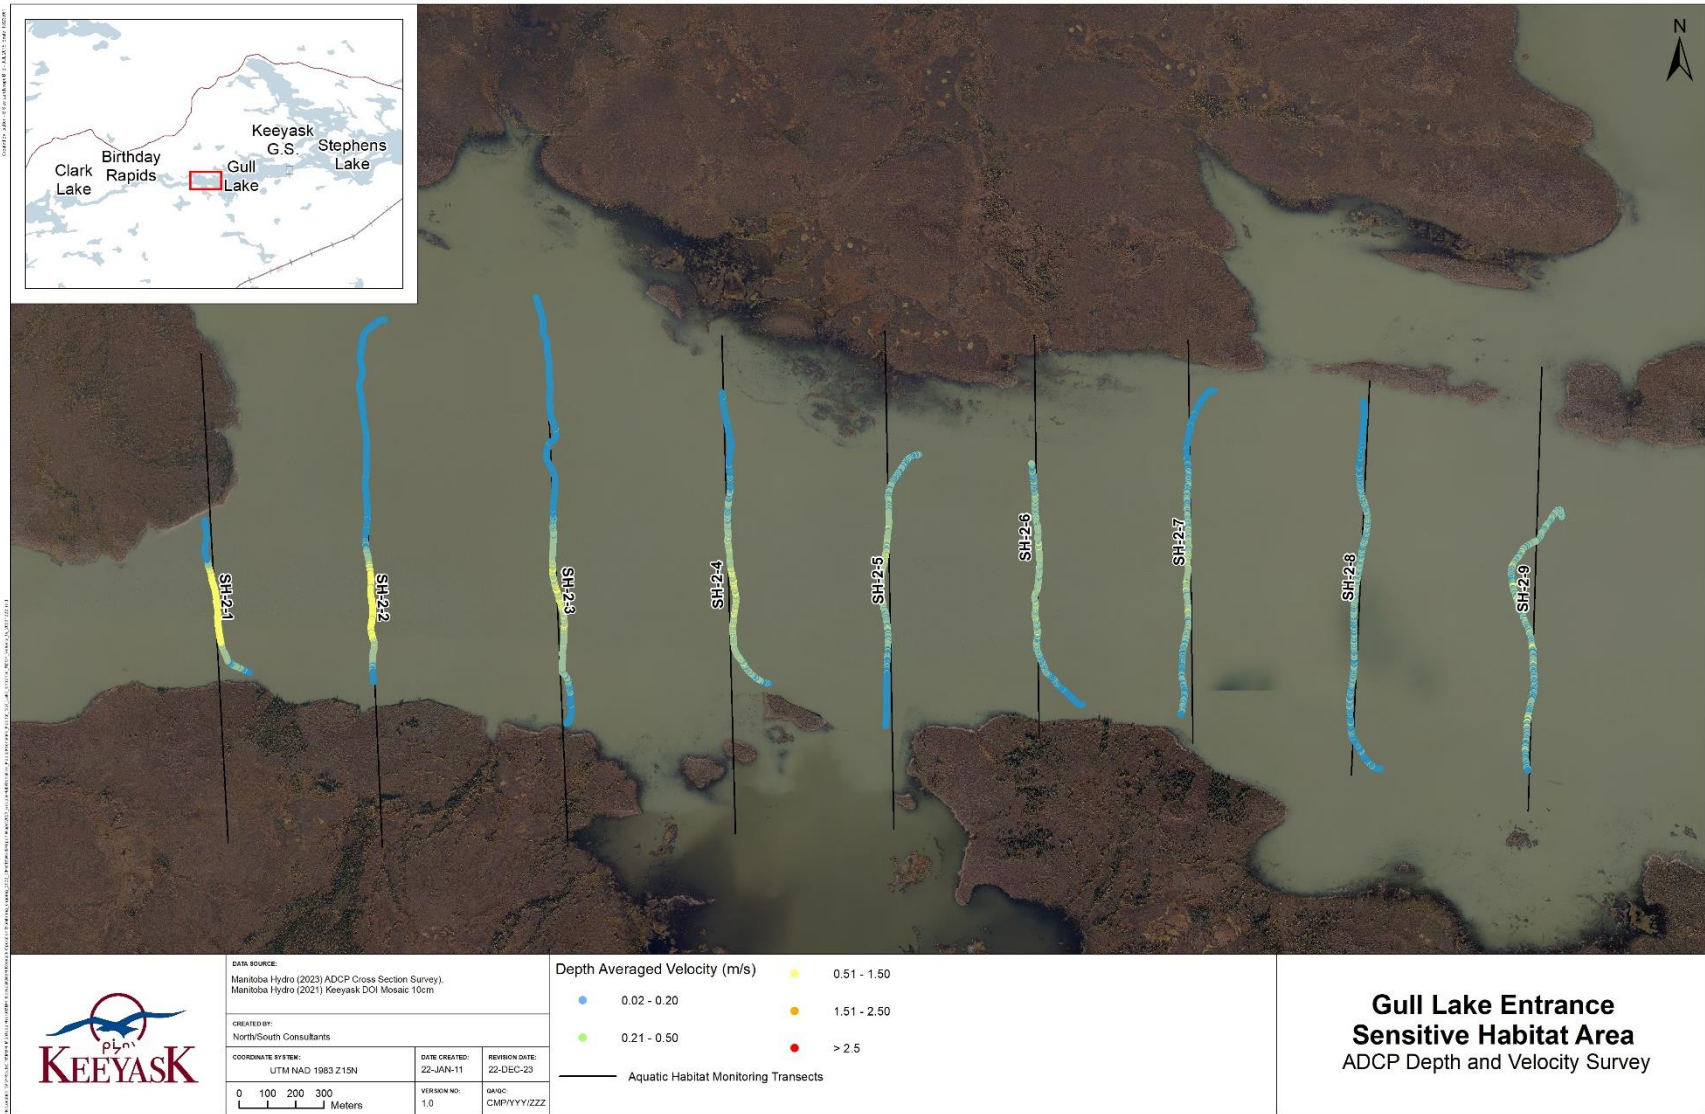 N
Keeyask
G.S.
Stephens
Lake
Birthday
Rapids
Clark
Lake
Gull
Lake
SH-2-1
SH-2-2
SH-2-3
SH-2-4
SH-2-5
SH-2-6
SH-2-7
SH-2-8
SH-2-9
KEEYASK
DATA SOURCE:
Manitoba Hydro (2023) ADCP Cross Section Survey),
Manitoba Hydro (2021) Keeyask DOI Mosaic 10cm
CREATED BY:
North/South Consultants
COORDINATE SYSTEM:
UTM NAD 1983 Z15N
DATE CREATED:
22-JAN-11
REVISION DATE:
22-DEC-23
0 100 200 300
Meters
VERSION NO:
1.0
QA/QC:
CMP/YYY/ZZZ
Depth Averaged Velocity (m/s)
0.02 - 0.20
0.21 - 0.50
0.51 - 1.50
1.51 - 2.50
> 2.5
Aquatic Habitat Monitoring Transects
Gull Lake Entrance
Sensitive Habitat Area
ADCP Depth and Velocity Survey